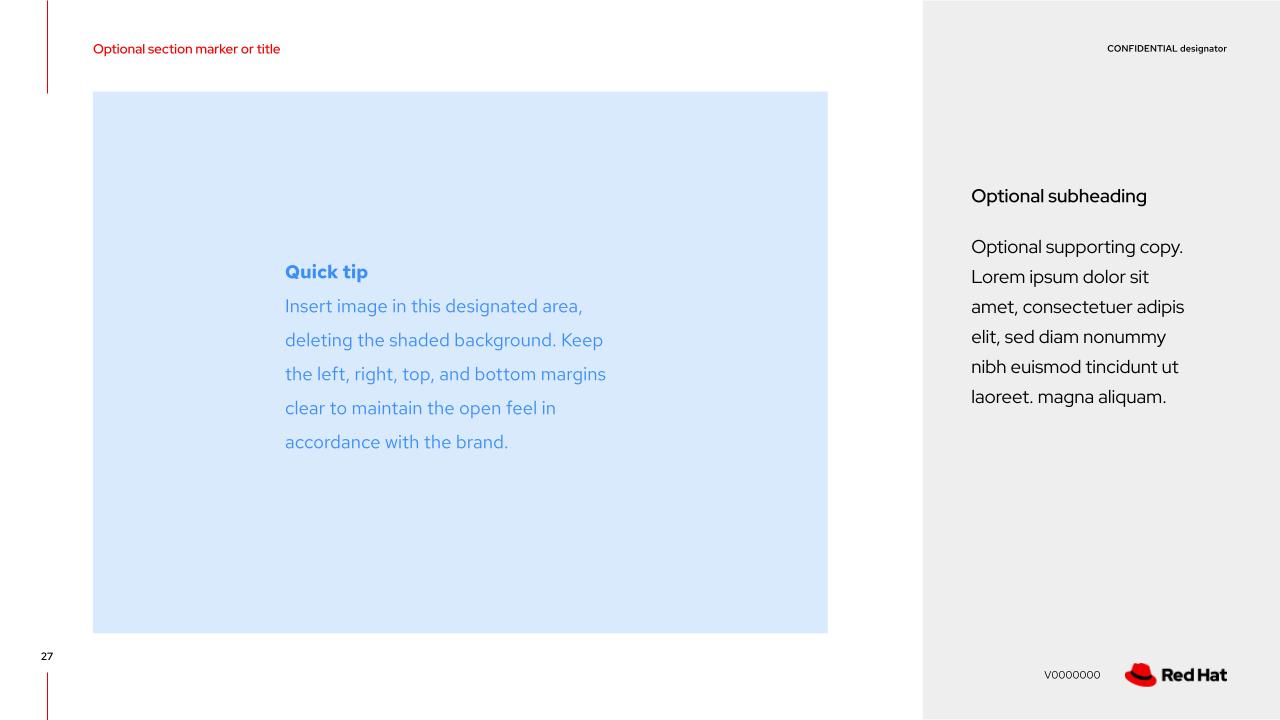 Optional section marker or title
CONFIDENTIAL designator
Quick tip
Insert image in this designated area,
deleting the shaded background. Keep
the left, right, top, and bottom margins
clear to maintain the open feel in
accordance with the brand.
Optional subheading
Optional supporting copy.
Lorem ipsum dolor sit
amet, consectetuer adipis
elit, sed diam nonummy
nibh euismod tincidunt ut
laoreet. magna aliquam.
27
V0000000
Red Hat